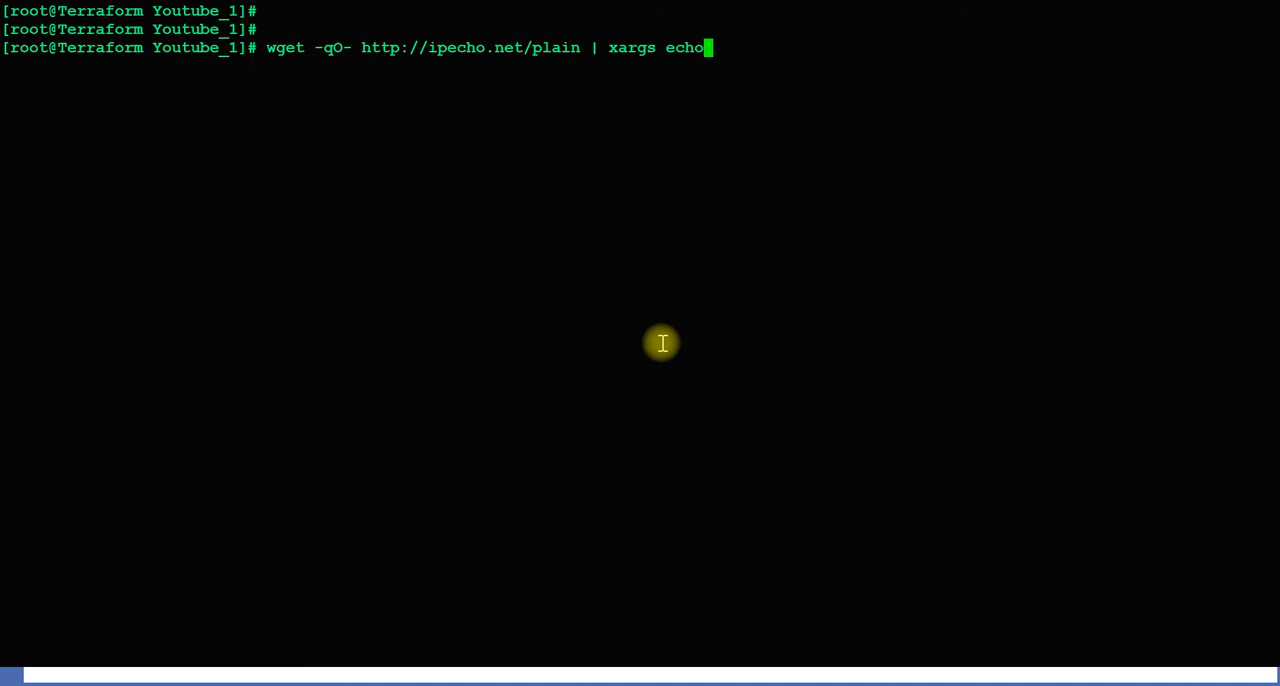 [root@Terraform Youtube_1]#
[root@Terraform Youtube_1]#
[root@Terraform Youtube_1]# wget -qO- http://ipecho.net/plain | xargs echo